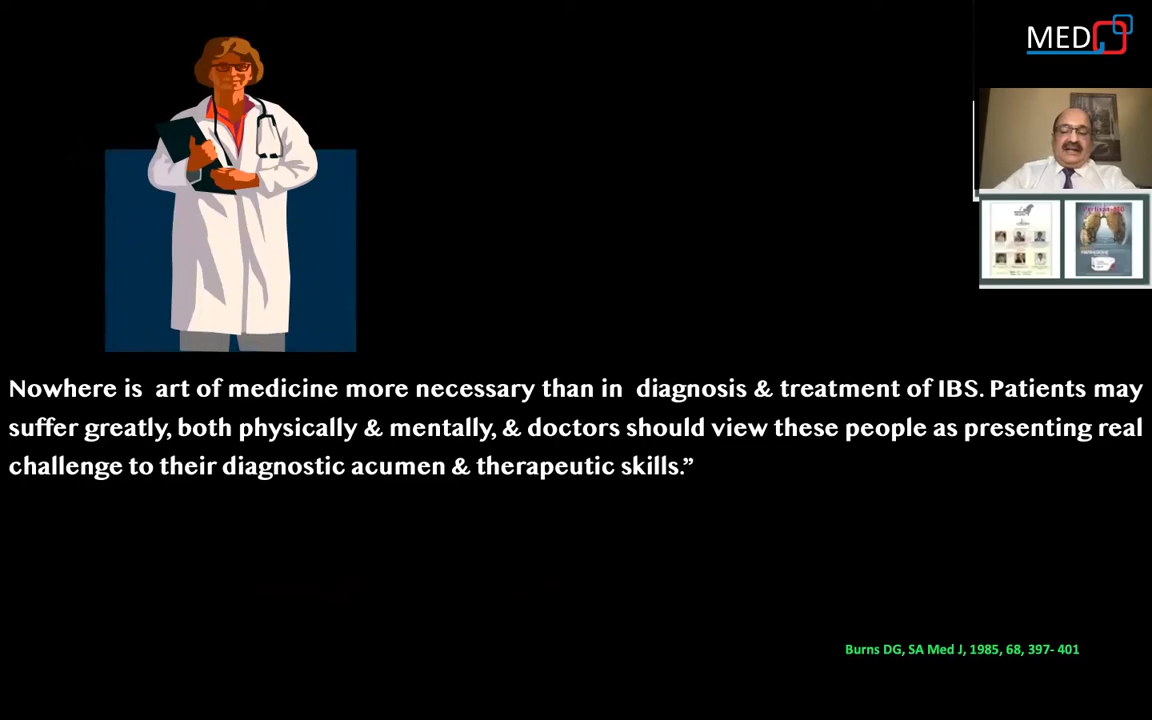 MED
Nowhere is art of medicine more necessary than in diagnosis & treatment of IBS. Patients may
suffer greatly, both physically & mentally, & doctors should view these people as presenting real
challenge to their diagnostic acumen & therapeutic skills.”
Burns DG, SA Med J, 1985, 68, 397- 401